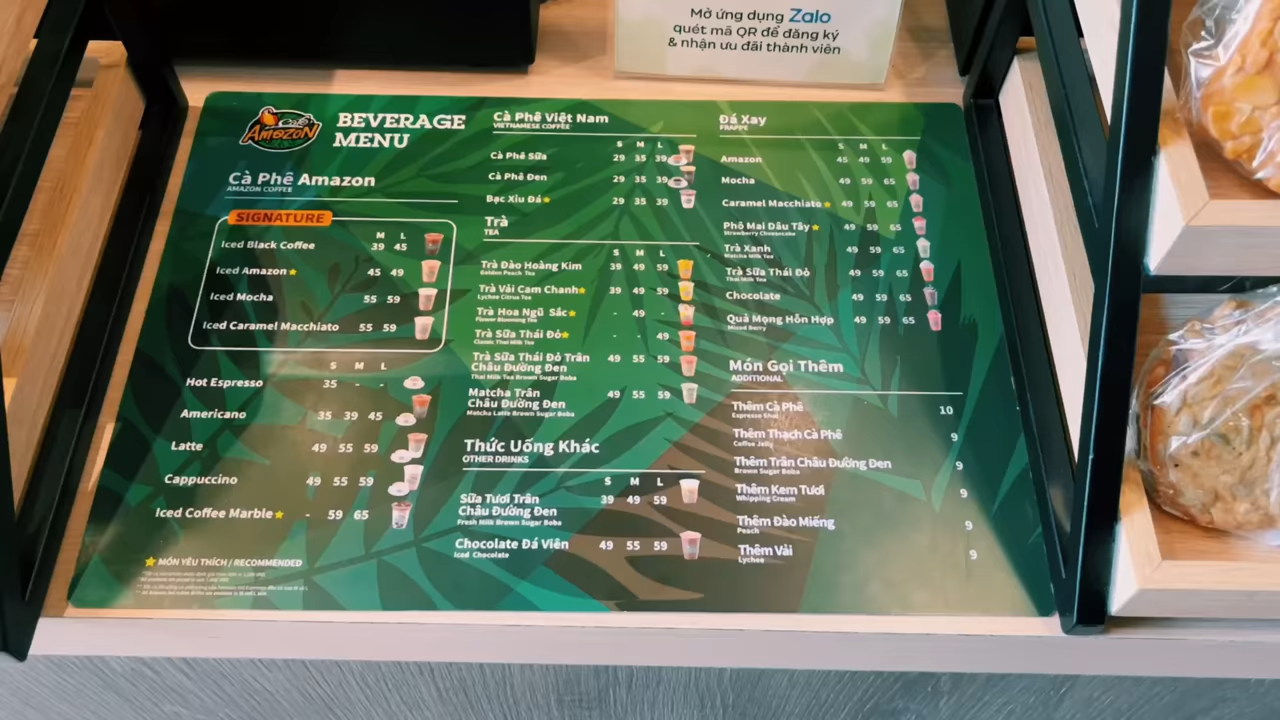 Mở ứng dụng Zalo
quét mã QR để đăng ký
& nhận ưu đãi thành viên
Café
Amazon
BEVERAGE
MENU
Cà Phê Amazon
AMAZON COFFEE
SIGNATURE
M L
Iced Black Coffee 39 45
Iced Amazon 45 49
Iced Mocha 55 59
Iced Caramel Macchiato 55 59
S M L
Hot Espresso 35 - -
Americano 35 39 45
Latte 49 55 59
Cappuccino 49 55 59
Iced Coffee Marble - 59 65
MÓN YÊU THÍCH / RECOMMENDED
Cà Phê Việt Nam
VIETNAMESE COFFEE
S M L
Cà Phê Sữa 29 35 39
Cà Phê Đen 29 35 39
Bạc Xỉu Đá 29 35 39
Trà
TEA
S M L
Trà Đào Hoàng Kim 39 49 59
Golden Peach Tea
Trà Vải Cam Chanh 39 49 59
Lychee Citrus Tea
Trà Hoa Ngũ Sắc - 49 -
Flower Blooming Tea
Trà Sữa Thái Đỏ - - 49
Classic Thai Milk Tea
Trà Sữa Thái Đỏ Trân 49 55 59
Châu Đường Đen
Thai Milk Tea Brown Sugar Boba
Matcha Trân 49 55 59
Châu Đường Đen
Matcha Latte Brown Sugar Boba
Thức Uống Khác
OTHER DRINKS
S M L
Sữa Tươi Trân 39 49 59
Châu Đường Đen
Fresh Milk Brown Sugar Boba
Chocolate Đá Viên 49 55 59
Iced Chocolate
Đá Xay
FRAPPE
S M L
Amazon 45 49 59
Mocha 49 59 65
Caramel Macchiato 49 59 65
Phô Mai Dâu Tây 49 59 65
Strawberry Cheesecake
Trà Xanh 49 59 65
Matcha Milk Tea
Trà Sữa Thái Đỏ 49 59 65
Thai Milk Tea
Chocolate 49 59 65
Quả Mọng Hỗn Hợp 49 59 65
Mixed Berry
Món Gọi Thêm
ADDITIONAL
Thêm Cà Phê 10
Espresso Shot
Thêm Thạch Cà Phê 9
Coffee Jelly
Thêm Trân Châu Đường Đen 9
Brown Sugar Boba
Thêm Kem Tươi 9
Whipping Cream
Thêm Đào Miếng 9
Peach
Thêm Vải 9
Lychee